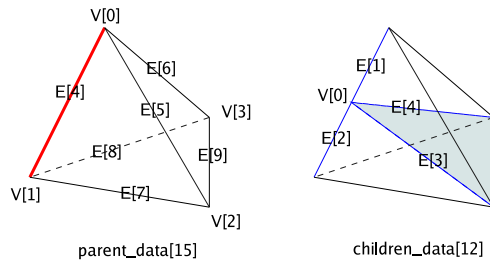 V[0]
E[6]
E[4]
E[5]
V[3]
E[8]
E[9]
V[1]
E[7]
V[2]
parent_data[15]
E[1]
V[0]
E[4]
E[2]
E[3]
children_data[12]